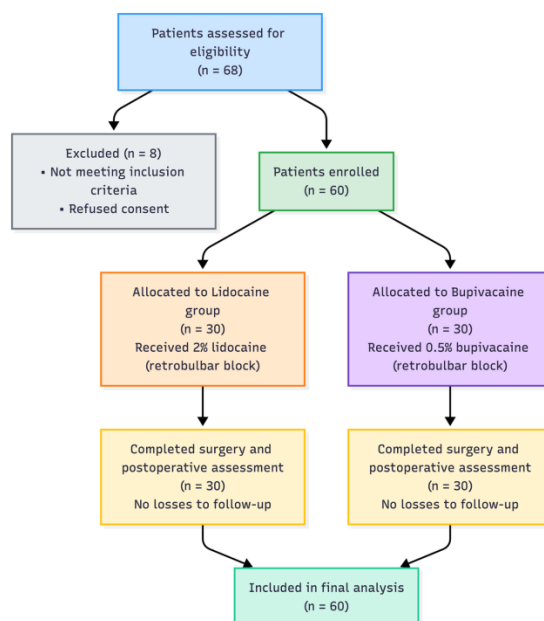 Patients assessed for
eligibility
(n = 68)
Excluded (n = 8)
• Not meeting inclusion
criteria
• Refused consent
Patients enrolled
(n = 60)
Allocated to Lidocaine
group
(n = 30)
Received 2% lidocaine
(retrobulbar block)
Allocated to Bupivacaine
group
(n = 30)
Received 0.5% bupivacaine
(retrobulbar block)
Completed surgery and
postoperative assessment
(n = 30)
No losses to follow-up
Completed surgery and
postoperative assessment
(n = 30)
No losses to follow-up
Included in final analysis
(n = 60)